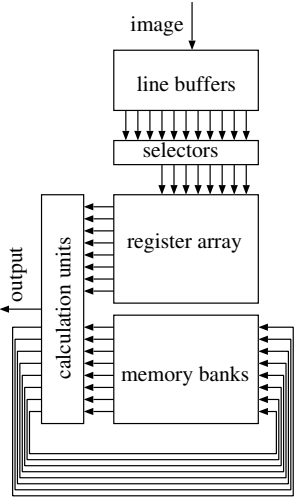 image
line buffers
selectors
register array
calculation units
output
memory banks